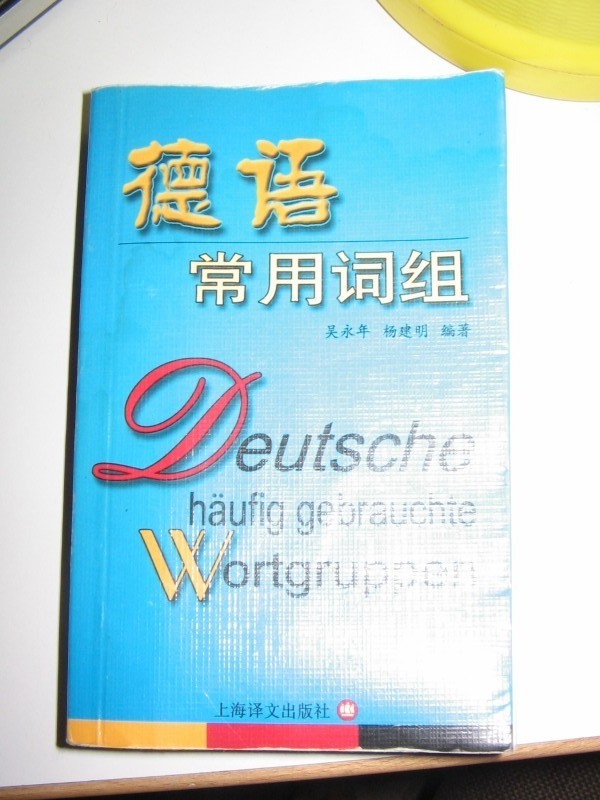 德语
常用词组
吴永年 杨建明 编著
Deutsche
häufig gebrauchte
Wortgruppen
上海译文出版社